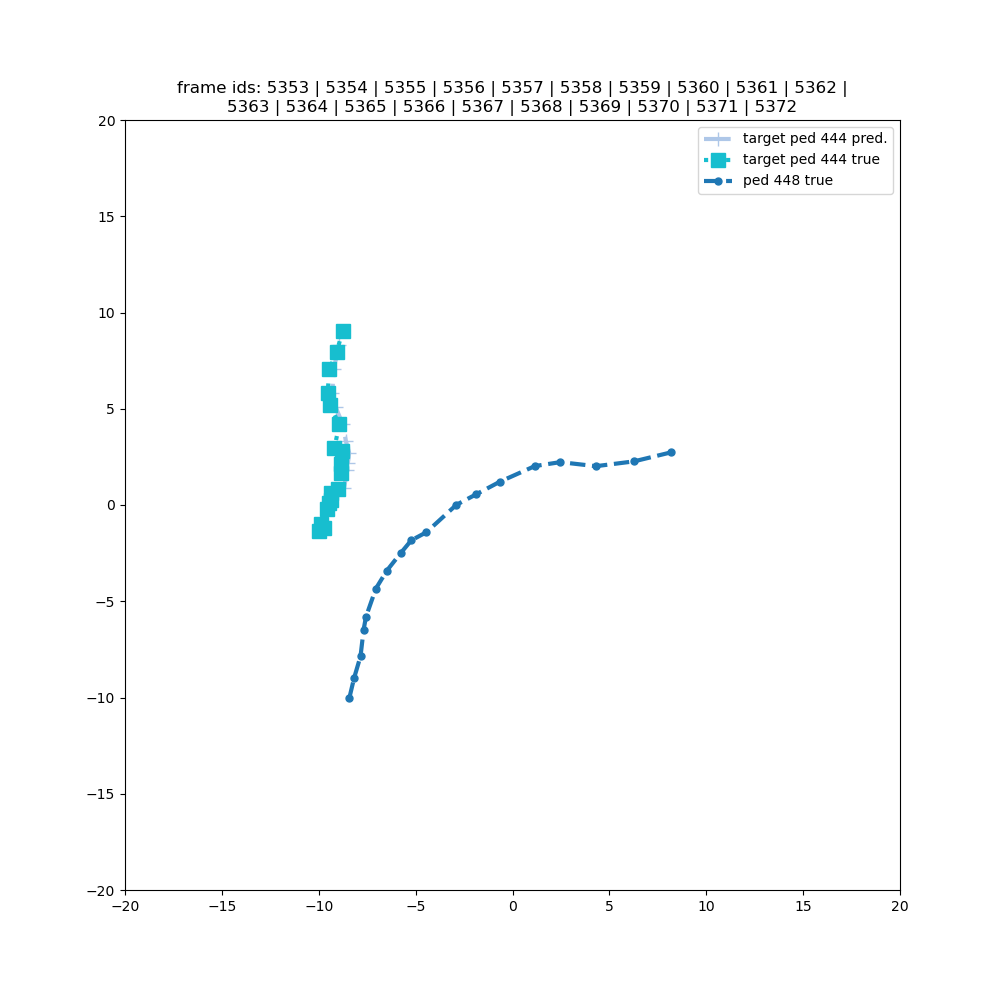 frame ids: 5353 | 5354 | 5355 | 5356 | 5357 | 5358 | 5359 | 5360 | 5361 | 5362 |
5363 | 5364 | 5365 | 5366 | 5367 | 5368 | 5369 | 5370 | 5371 | 5372
target ped 444 pred.
target ped 444 true
ped 448 true
20
15
10
5
0
−5
−10
−15
−20
−20 −15 −10 −5 0 5 10 15 20